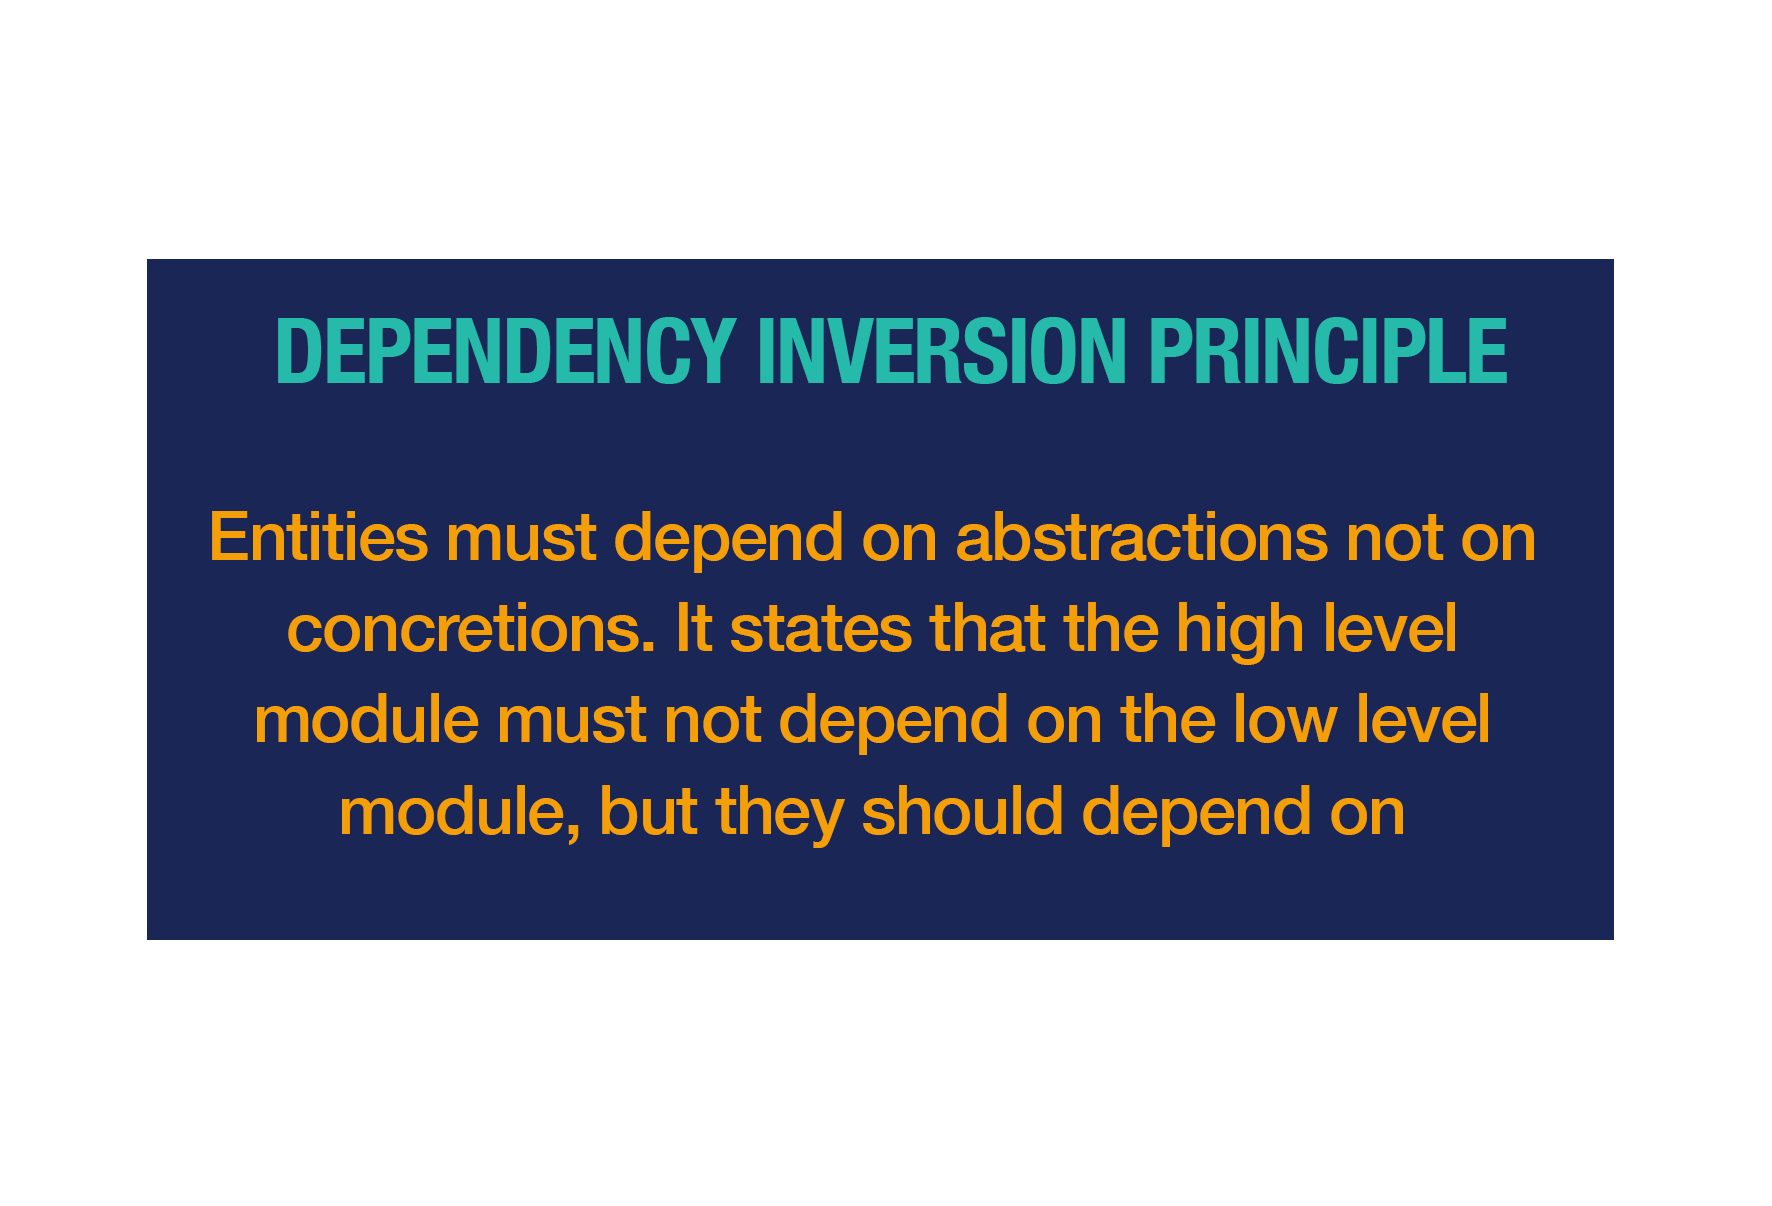 DEPENDENCY INVERSION PRINCIPLE
Entities must depend on abstractions not on
concretions. It states that the high level
module must not depend on the low level
module, but they should depend on